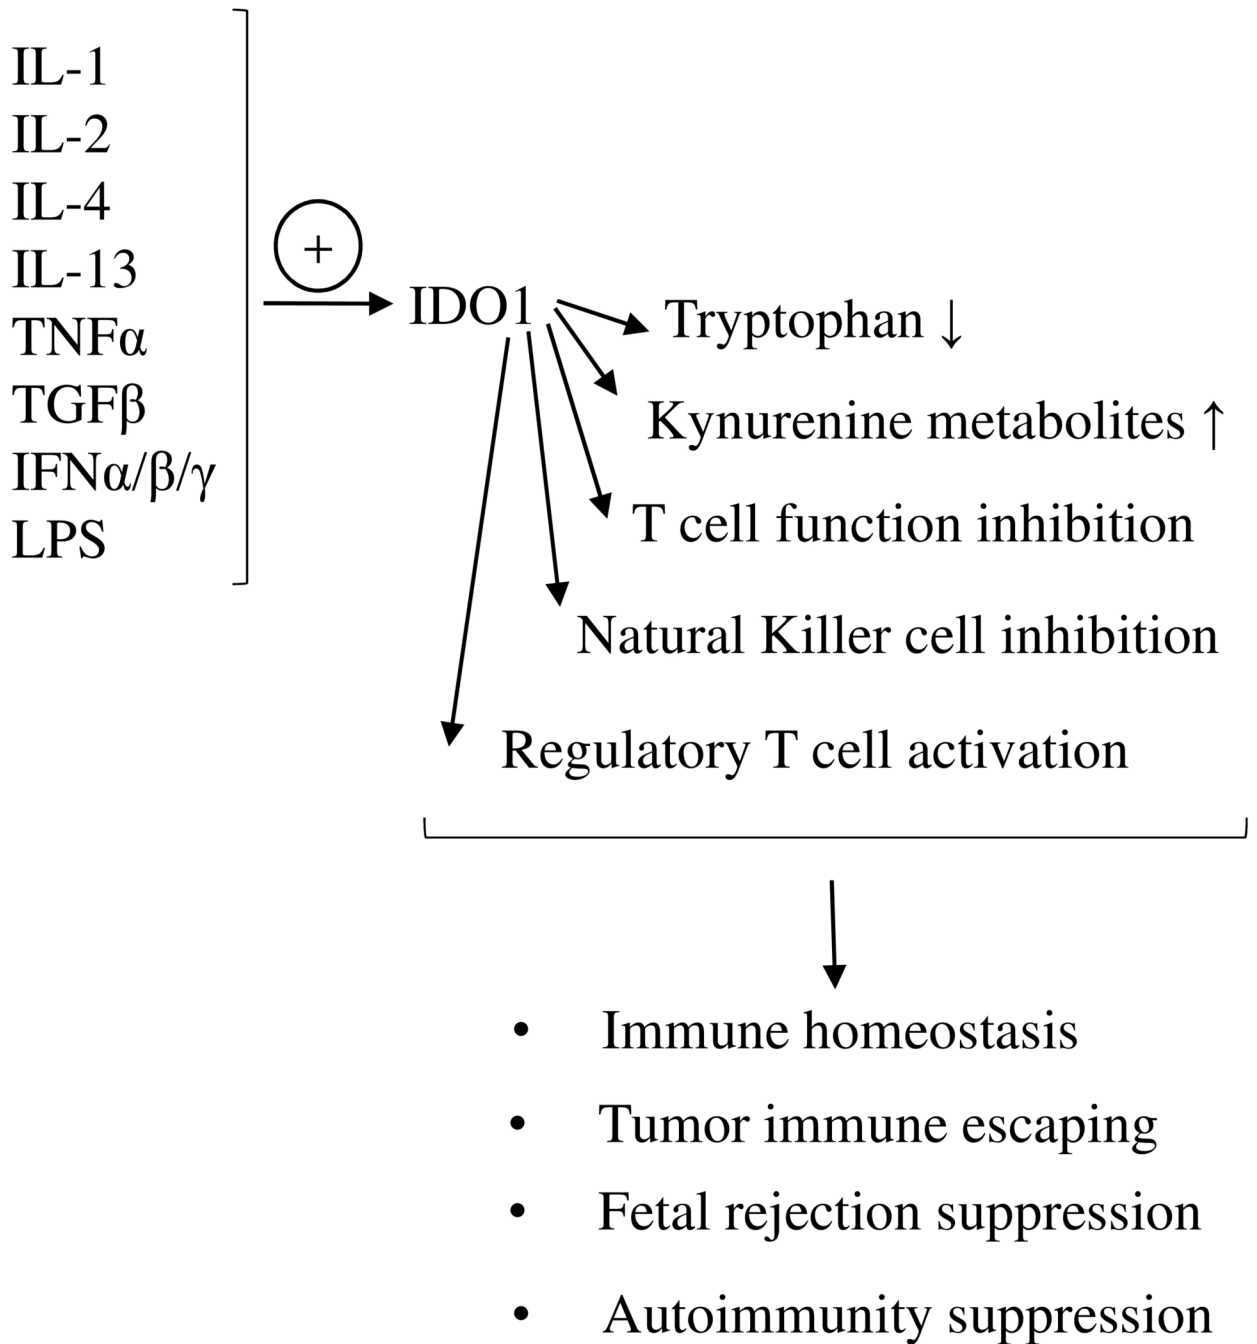 IL-1
IL-2
IL-4
IL-13
TNFα
TGFβ
IFNα/β/γ
LPS
+
IDO1
Tryptophan ↓
Kynurenine metabolites ↑
T cell function inhibition
Natural Killer cell inhibition
Regulatory T cell activation
• Immune homeostasis
• Tumor immune escaping
• Fetal rejection suppression
• Autoimmunity suppression